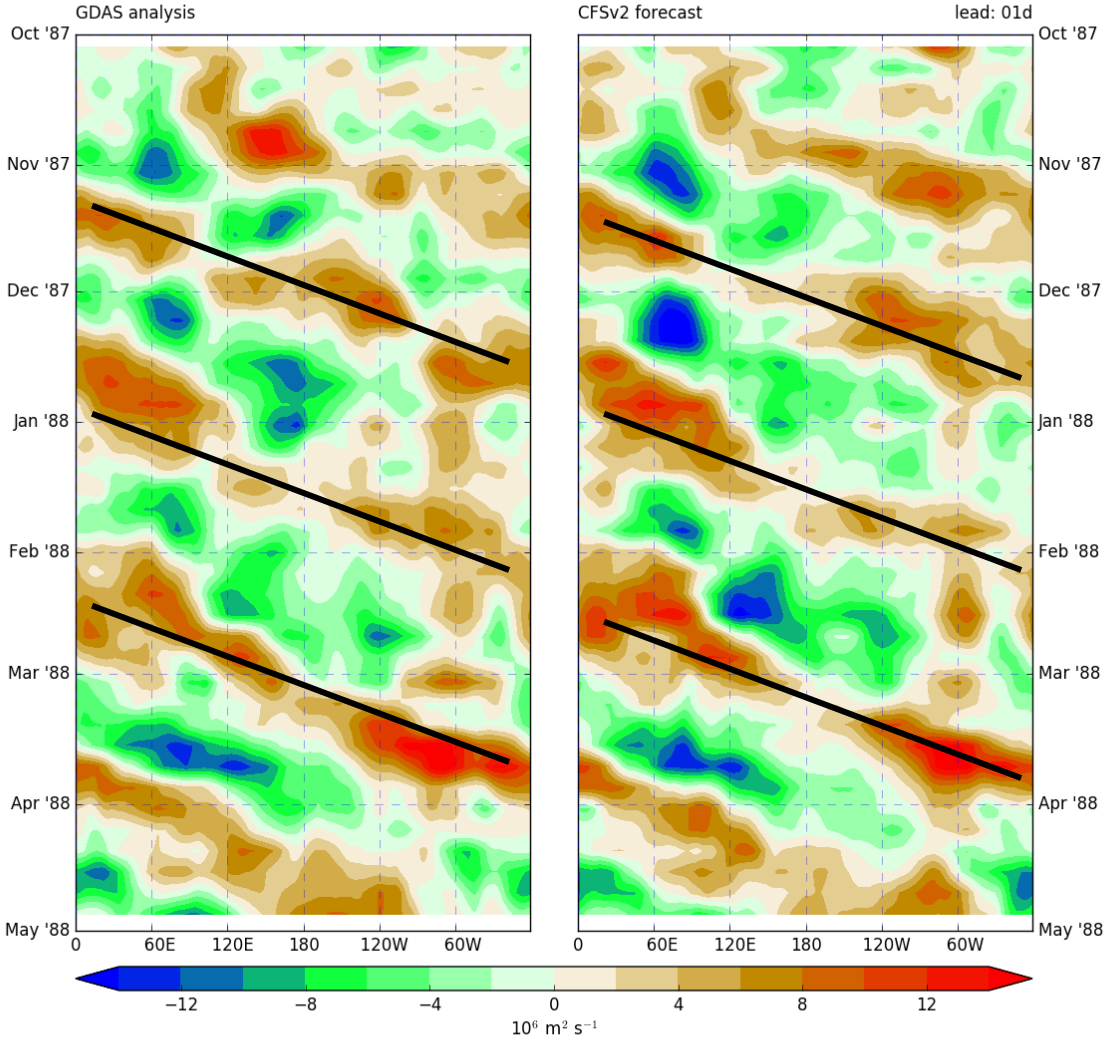 GDAS analysis
CFSv2 forecast lead: 01d
Oct '87 Oct '87
Nov '87 Nov '87
Dec '87 Dec '87
Jan '88 Jan '88
Feb '88 Feb '88
Mar '88 Mar '88
Apr '88 Apr '88
May '88 May '88
0 60E 120E 180 120W 60W 0 60E 120E 180 120W 60W
−12 −8 −4 0 4 8 12
10⁶ m² s⁻¹